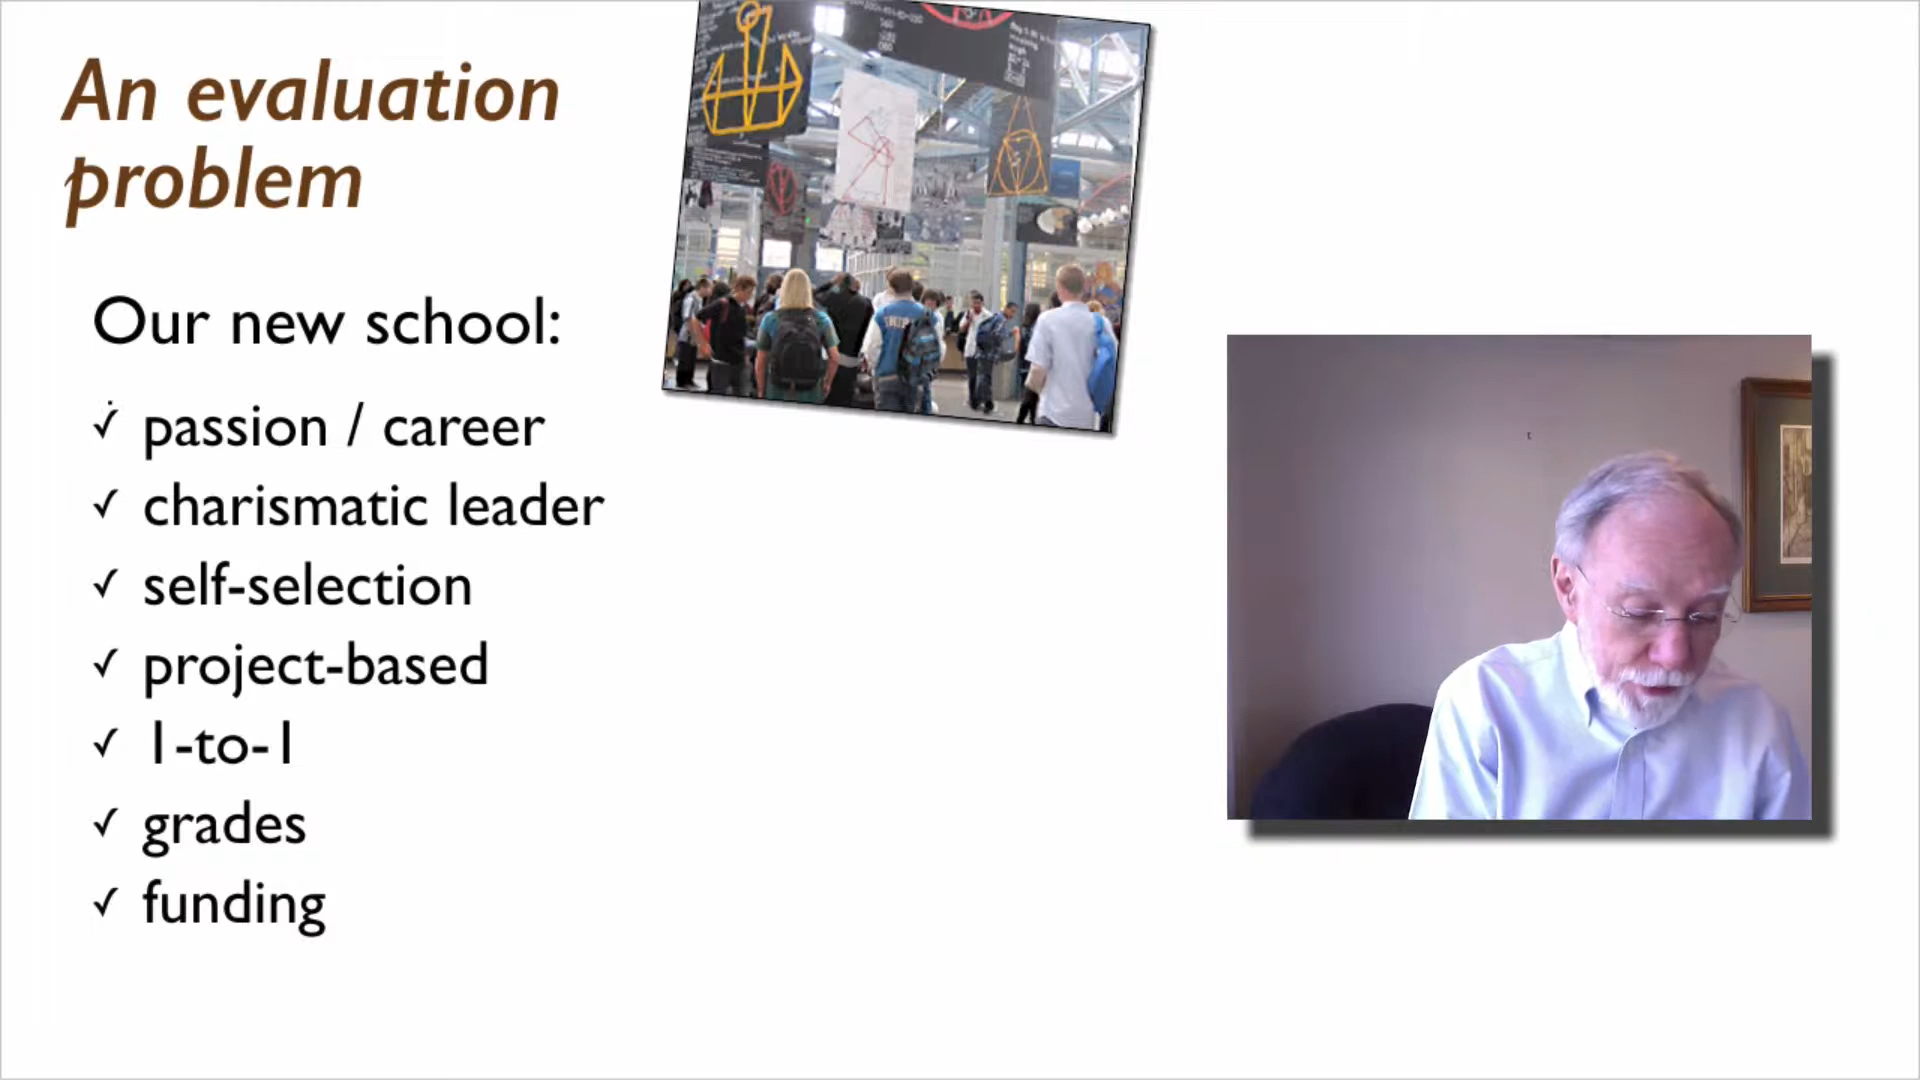 An evaluation
problem
Our new school:
✓ passion / career
✓ charismatic leader
✓ self-selection
✓ project-based
✓ 1-to-1
✓ grades
✓ funding